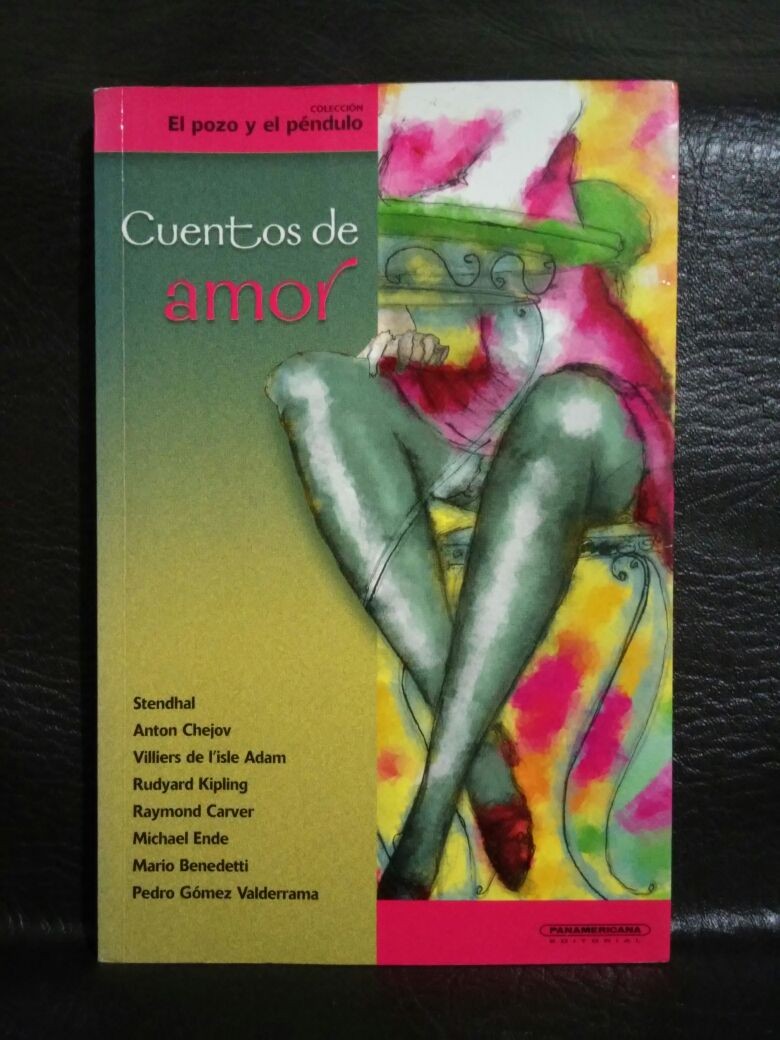 COLECCIÓN
El pozo y el péndulo
Cuentos de
amor
Stendhal
Anton Chejov
Villiers de l'isle Adam
Rudyard Kipling
Raymond Carver
Michael Ende
Mario Benedetti
Pedro Gómez Valderrama
PANAMERICANA
EDITORIAL